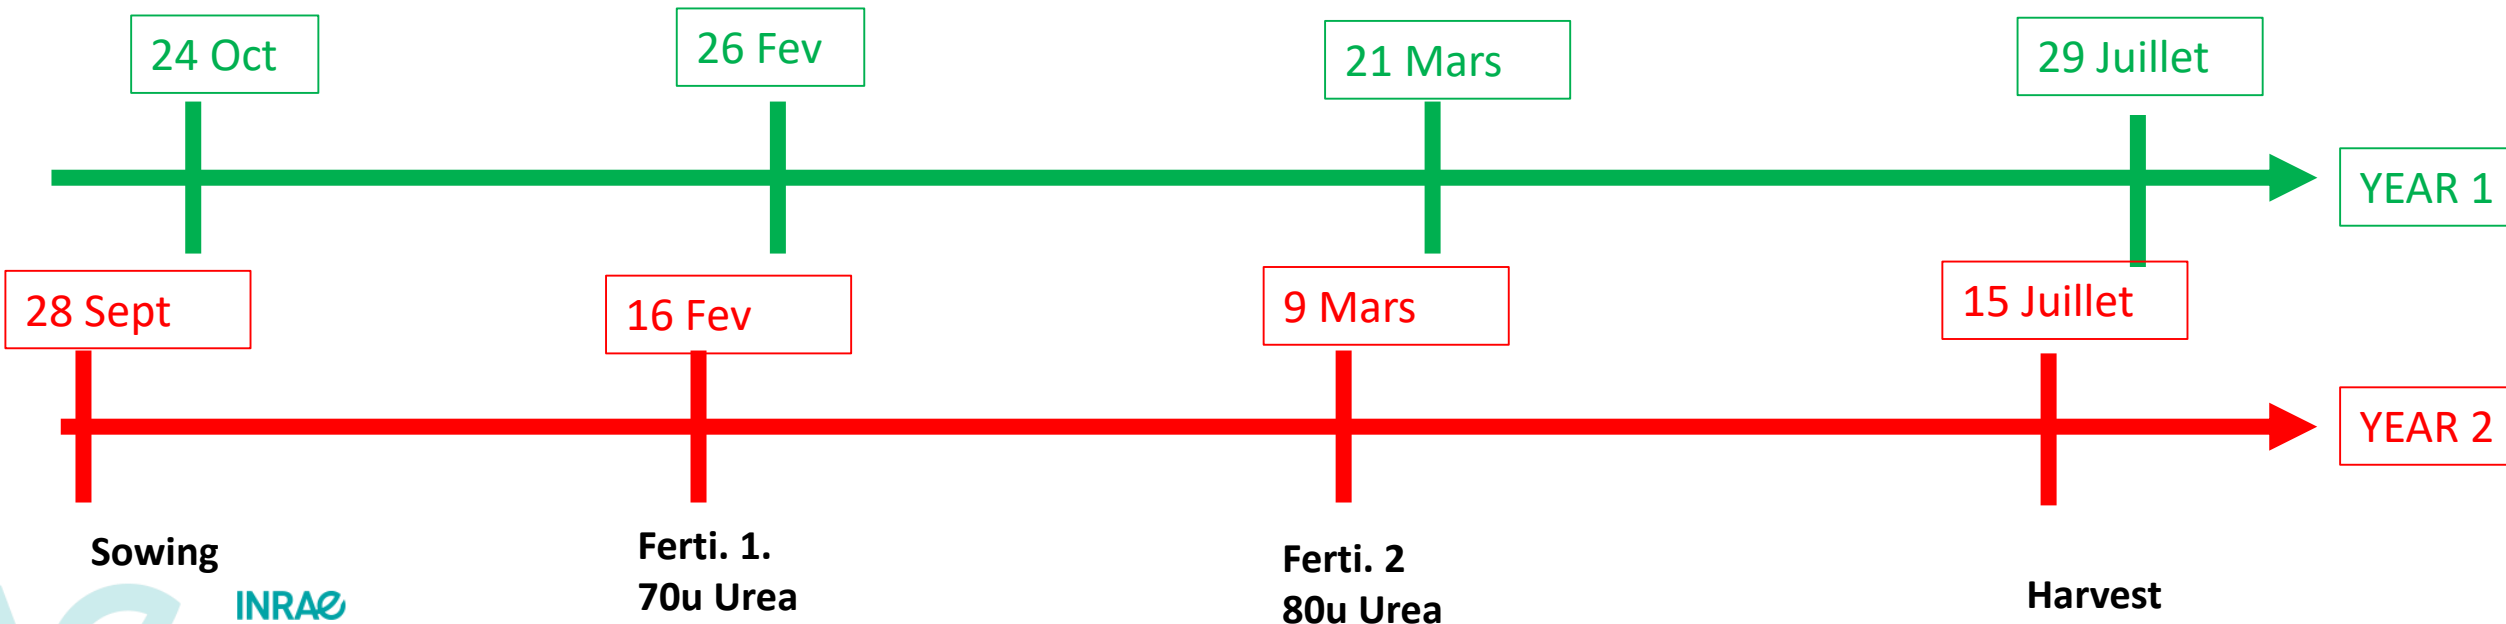 24 Oct
26 Fev
21 Mars
29 Juillet
YEAR 1
28 Sept
16 Fev
9 Mars
15 Juillet
YEAR 2
Sowing
Ferti. 1.
70u Urea
Ferti. 2
80u Urea
Harvest
INRAE